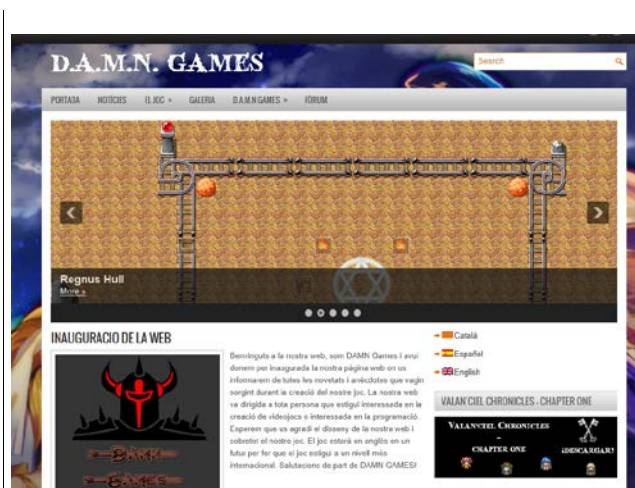 D.A.M.N. GAMES
Search
PORTADA NOTÍCIES EL JOC » GALERIA D.A.M.N GAMES » FÒRUM
Regnus Hull
More »
INAUGURACIO DE LA WEB
Benvinguts a la nostra web, som DAMN Games i avui
donem per inaugurada la nostra pàgina web on us
informarem de totes les novetats i anècdotes que vagin
sorgint durant la creació del nostre joc. La nostra web
va dirigida a tota persona que estigui interessada en la
creació de videojocs o interessada en la programació.
Esperem que us agradi el disseny de la nostra web i
sobretot el nostre joc. El joc estarà en anglès en un
futur per fer que el joc estigui a un nivell més
internacional. Salutacions de part de DAMN GAMES!
DAMN
GAMES
Català
Español
English
VALAN'CIEL CHRONICLES - CHAPTER ONE
VALANCIEL CHRONICLES
-
CHAPTER ONE
¡DESCARGAR!